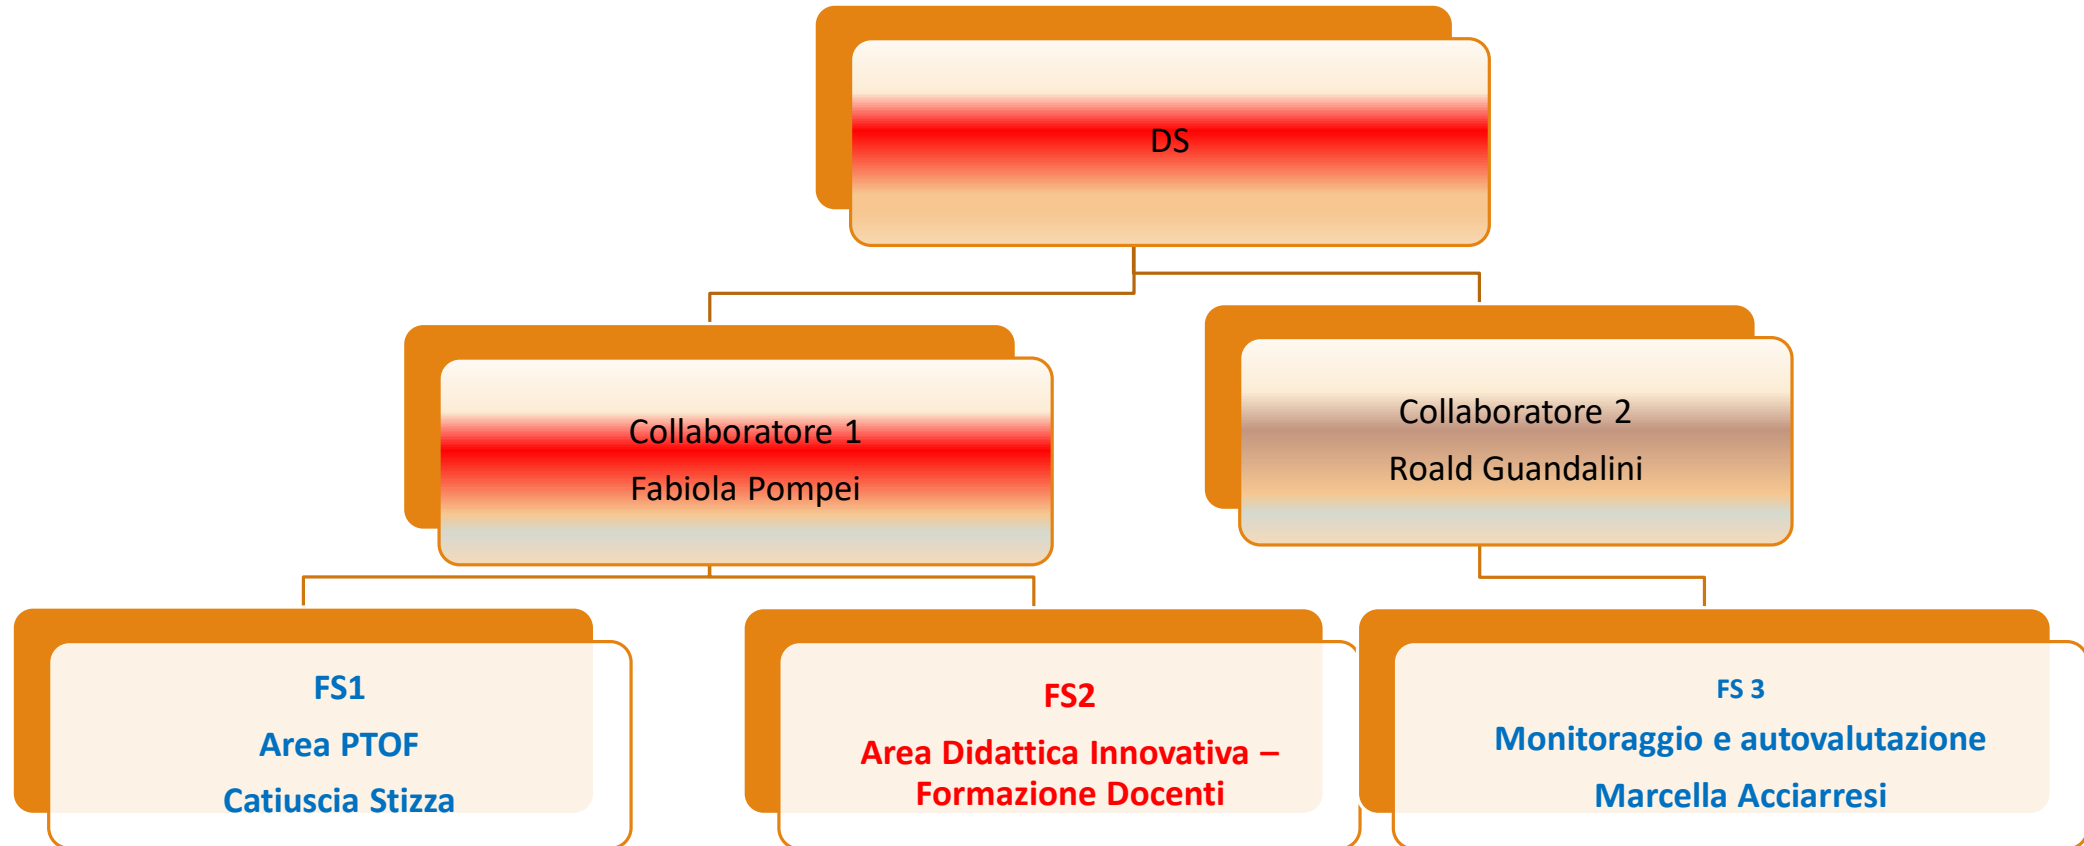 DS
Collaboratore 1
Fabiola Pompei
Collaboratore 2
Roald Guandalini
FS1
Area PTOF
Catiuscia Stizza
FS2
Area Didattica Innovativa –
Formazione Docenti
FS 3
Monitoraggio e autovalutazione
Marcella Acciarresi